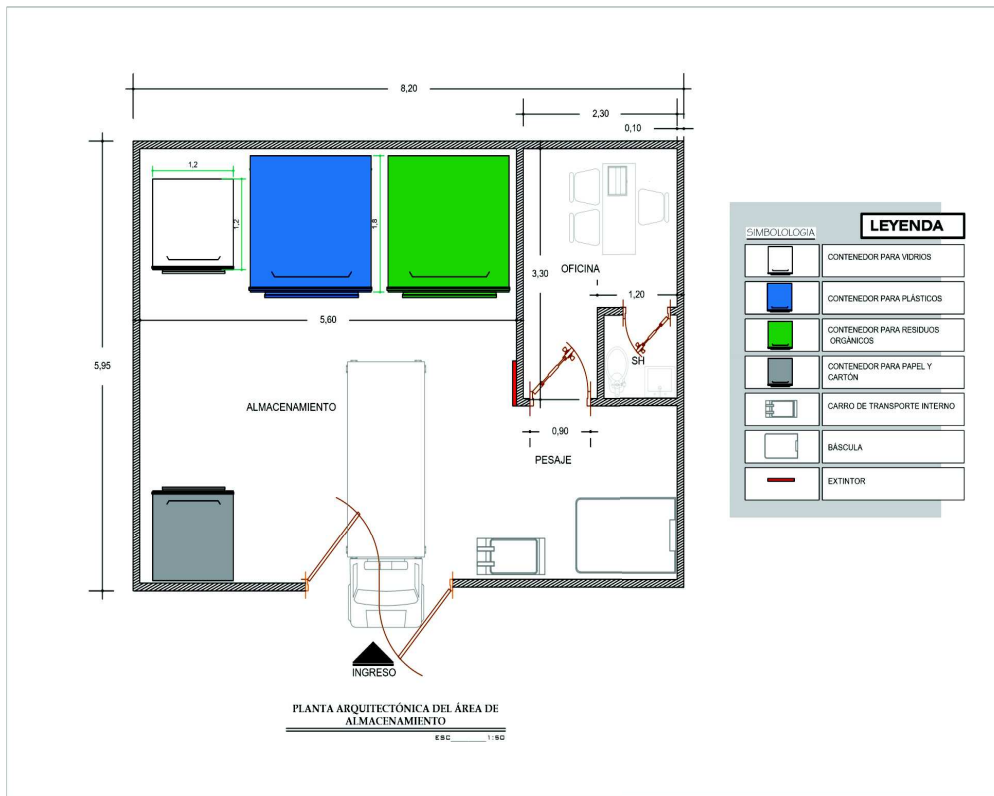 8,20
2,30
0,10
1,2
1,2
1,8
3,30
OFICINA
1,20
5,60
SH
5,95
ALMACENAMIENTO
0,90
PESAJE
INGRESO
PLANTA ARQUITECTÓNICA DEL ÁREA DE
ALMACENAMIENTO
ESC______1:50
LEYENDA
SIMBOLOLOGIA
CONTENEDOR PARA VIDRIOS
CONTENEDOR PARA PLÁSTICOS
CONTENEDOR PARA RESIDUOS
ORGÁNICOS
CONTENEDOR PARA PAPEL Y
CARTÓN
CARRO DE TRANSPORTE INTERNO
BÁSCULA
EXTINTOR